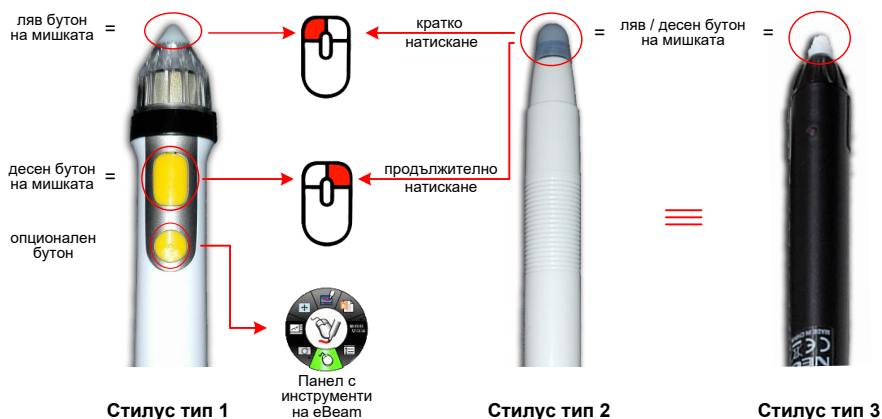 ляв бутон
на мишката
=
кратко
натискане
=
ляв / десен бутон
на мишката
=
десен бутон
на мишката
=
продължително
натискане
опционален
бутон
Панел с
инструменти
на eBeam
Стилус тип 1
Стилус тип 2
Стилус тип 3